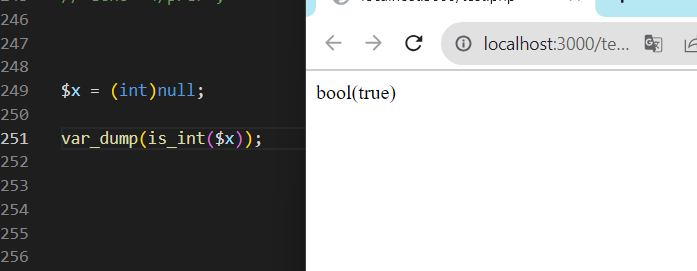 246
247
248
249 $x = (int)null;
250
251 var_dump(is_int($x));
252
253
254
255
256
localhost:3000/te...
bool(true)